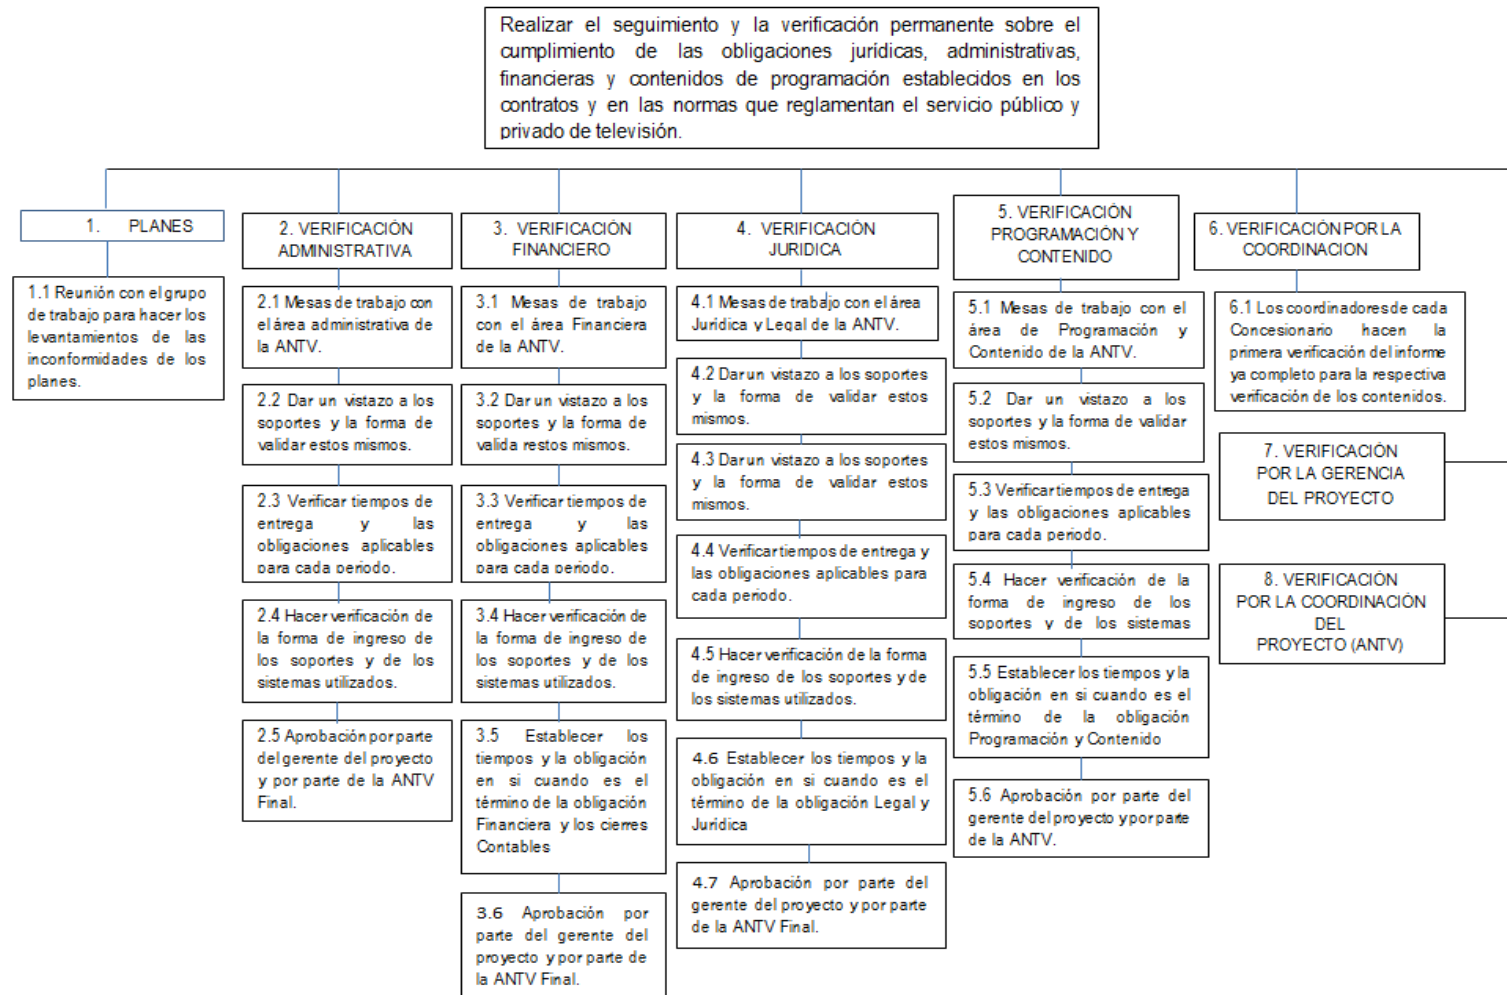 Realizar el seguimiento y la verificación permanente sobre el
cumplimiento de las obligaciones jurídicas, administrativas,
financieras y contenidos de programación establecidos en los
contratos y en las normas que reglamentan el servicio público y
privado de televisión.
1. PLANES
1.1 Reunión con el grupo
de trabajo para hacer los
levantamientos de las
inconformidades de los
planes.
2. VERIFICACIÓN
ADMINISTRATIVA
2.1 Mesas de trabajo con
el área administrativa de
la ANTV.
2.2 Dar un vistazo a los
soportes y la forma de
validar estos mismos.
2.3 Verificar tiempos de
entrega y las
obligaciones aplicables
para cada periodo.
2.4 Hacer verificación de
la forma de ingreso de
los soportes y de los
sistemas utilizados.
2.5 Aprobación por parte
del gerente del proyecto
y por parte de la ANTV
Final.
3. VERIFICACIÓN
FINANCIERO
3.1 Mesas de trabajo
con el área Financiera
de la ANTV.
3.2 Dar un vistazo a los
soportes y la forma de
valida restos mismos.
3.3 Verificar tiempos de
entrega y las
obligaciones aplicables
para cada periodo.
3.4 Hacer verificación de
la forma de ingreso de
los soportes y de los
sistemas utilizados.
3.5 Establecer los
tiempos y la obligación
en si cuando es el
término de la obligación
Financiera y los cierres
Contables
3.6 Aprobación por
parte del gerente del
proyecto y por parte de
la ANTV Final.
4. VERIFICACIÓN
JURIDICA
4.1 Mesas de trabajo con el área
Jurídica y Legal de la ANTV.
4.2 Dar un vistazo a los soportes
y la forma de validar estos
mismos.
4.3 Dar un vistazo a los soportes
y la forma de validar estos
mismos.
4.4 Verificar tiempos de entrega y
las obligaciones aplicables para
cada periodo.
4.5 Hacer verificación de la forma
de ingreso de los soportes y de
los sistemas utilizados.
4.6 Establecer los tiempos y la
obligación en si cuando es el
término de la obligación Legal y
Jurídica
4.7 Aprobación por parte del
gerente del proyecto y por parte
de la ANTV Final.
5. VERIFICACIÓN
PROGRAMACIÓN Y
CONTENIDO
5.1 Mesas de trabajo con el
área de Programación y
Contenido de la ANTV.
5.2 Dar un vistazo a los
soportes y la forma de validar
estos mismos.
5.3 Verificar tiempos de entrega
y las obligaciones aplicables
para cada periodo.
5.4 Hacer verificación de la
forma de ingreso de los
soportes y de los sistemas
5.5 Establecer los tiempos y la
obligación en si cuando es el
término de la obligación
Programación y Contenido
5.6 Aprobación por parte del
gerente del proyecto y por parte
de la ANTV.
6. VERIFICACIÓN POR LA
COORDINACION
6.1 Los coordinadores de cada
Concesionario hacen la
primera verificación del informe
ya completo para la respectiva
verificación de los contenidos.
7. VERIFICACIÓN
POR LA GERENCIA
DEL PROYECTO
8. VERIFICACIÓN
POR LA COORDINACIÓN
DEL
PROYECTO (ANTV)